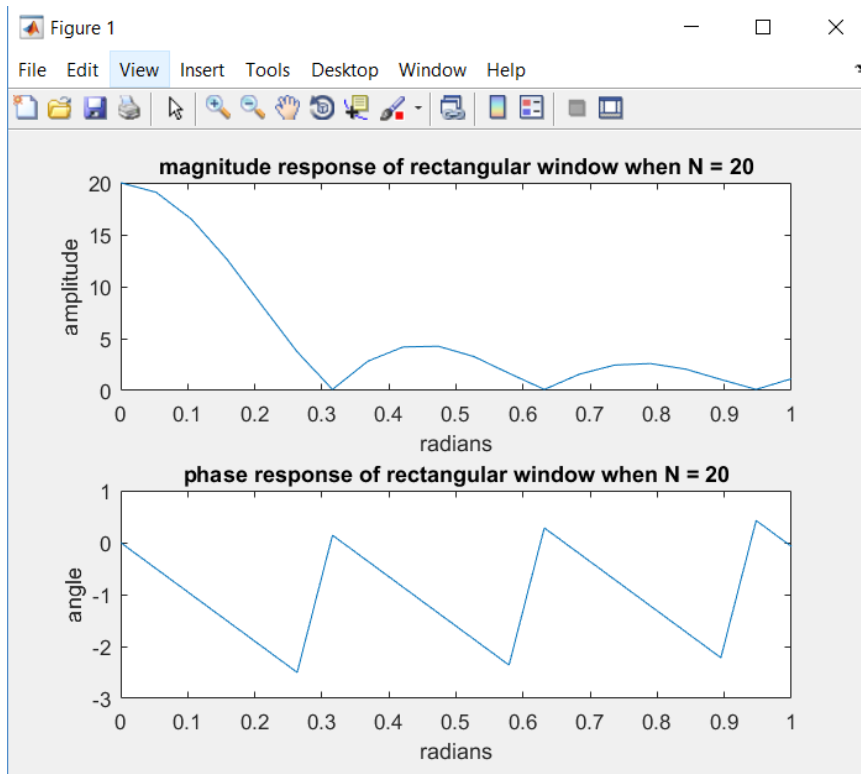 Figure 1
File Edit View Insert Tools Desktop Window Help
magnitude response of rectangular window when N = 20
20
15
10
5
0
amplitude
0 0.1 0.2 0.3 0.4 0.5 0.6 0.7 0.8 0.9 1
radians
phase response of rectangular window when N = 20
1
0
-1
-2
-3
angle
0 0.1 0.2 0.3 0.4 0.5 0.6 0.7 0.8 0.9 1
radians